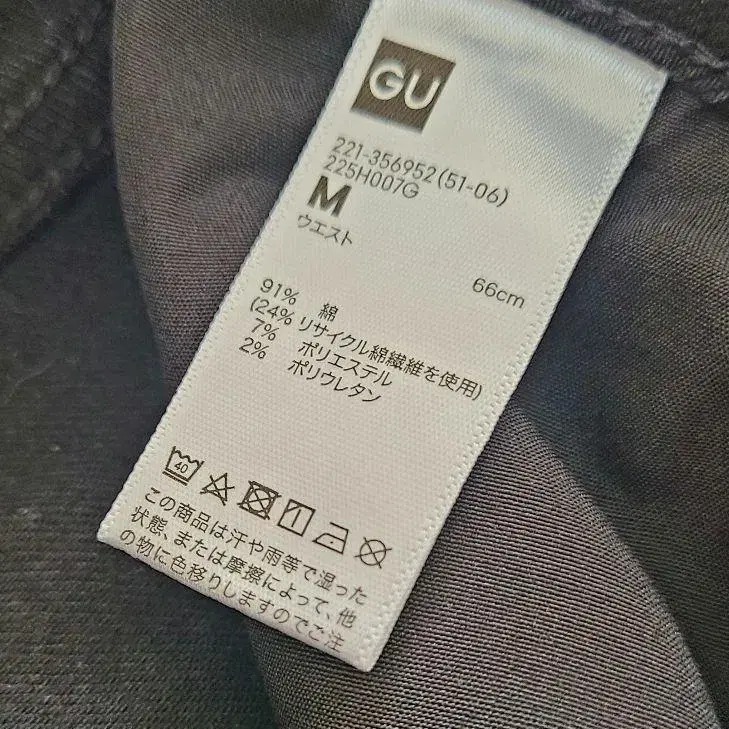 GU
221-356952(51-06)
225H007G
M
ウエスト 66cm
91% 綿
(24% リサイクル綿繊維を使用)
7% ポリエステル
2% ポリウレタン
40
この商品は汗や雨等で湿った
状態、または摩擦によって、他
の物に色移りしますのでご注